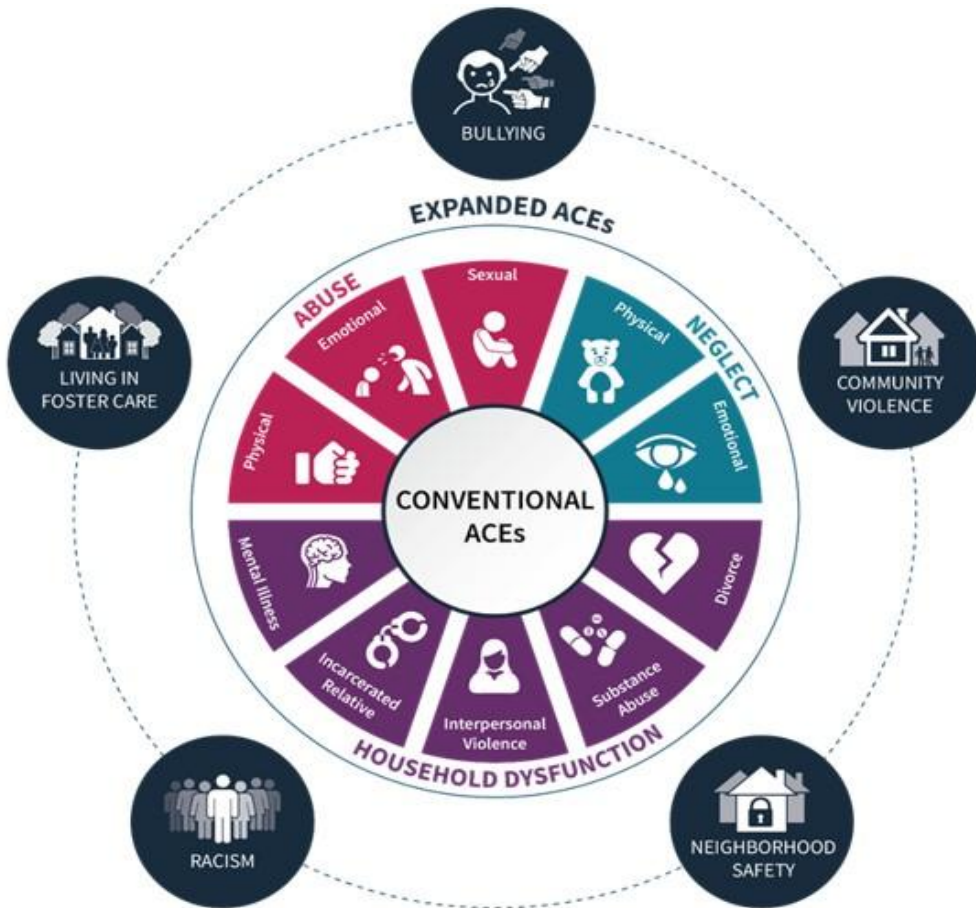 BULLYING
EXPANDED ACEs
LIVING IN
FOSTER CARE
COMMUNITY
VIOLENCE
RACISM
NEIGHBORHOOD
SAFETY
ABUSE
Physical
Emotional
Sexual
NEGLECT
Physical
Emotional
CONVENTIONAL
ACEs
Mental Illness
Incarcerated
Relative
Interpersonal
Violence
Substance
Abuse
Divorce
HOUSEHOLD DYSFUNCTION